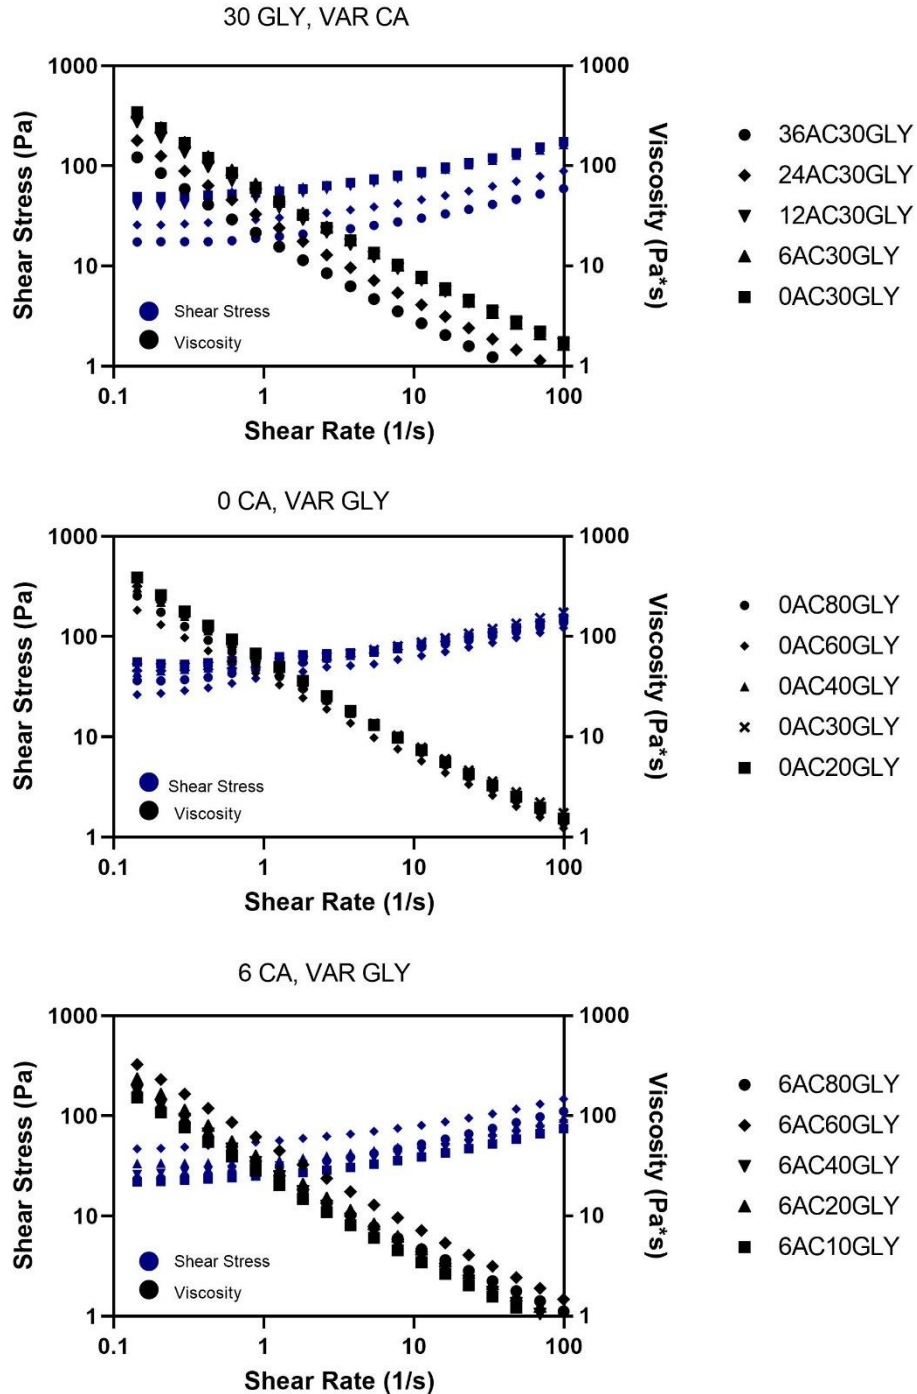 30 GLY, VAR CA
1000
100
10
1
0.1
1
10
100
1000
100
10
1
Shear Stress (Pa)
Viscosity (Pa*s)
Shear Rate (1/s)
Shear Stress
Viscosity
36AC30GLY
24AC30GLY
12AC30GLY
6AC30GLY
0AC30GLY
0 CA, VAR GLY
1000
100
10
1
0.1
1
10
100
1000
100
10
1
Shear Stress (Pa)
Viscosity (Pa*s)
Shear Rate (1/s)
Shear Stress
Viscosity
0AC80GLY
0AC60GLY
0AC40GLY
0AC30GLY
0AC20GLY
6 CA, VAR GLY
1000
100
10
1
0.1
1
10
100
1000
100
10
1
Shear Stress (Pa)
Viscosity (Pa*s)
Shear Rate (1/s)
Shear Stress
Viscosity
6AC80GLY
6AC60GLY
6AC40GLY
6AC20GLY
6AC10GLY